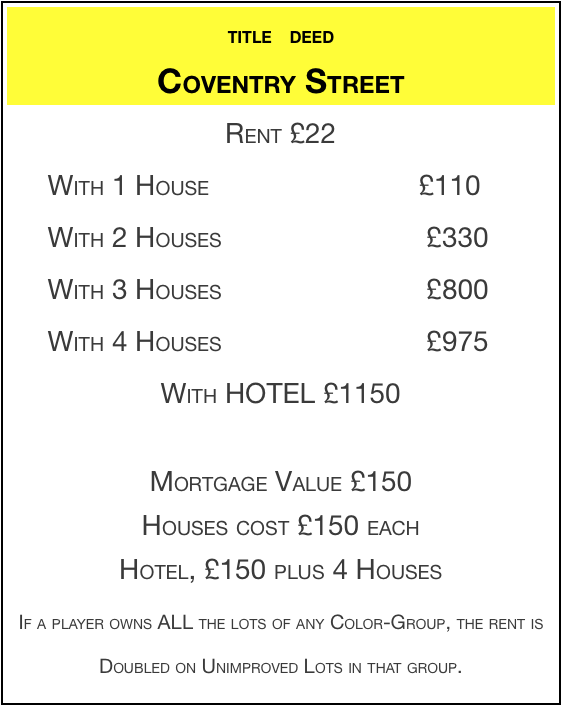 TITLE DEED
COVENTRY STREET
RENT £22
WITH 1 HOUSE £110
WITH 2 HOUSES £330
WITH 3 HOUSES £800
WITH 4 HOUSES £975
WITH HOTEL £1150
MORTGAGE VALUE £150
HOUSES COST £150 EACH
HOTEL, £150 PLUS 4 HOUSES
IF A PLAYER OWNS ALL THE LOTS OF ANY COLOR-GROUP, THE RENT IS
DOUBLED ON UNIMPROVED LOTS IN THAT GROUP.